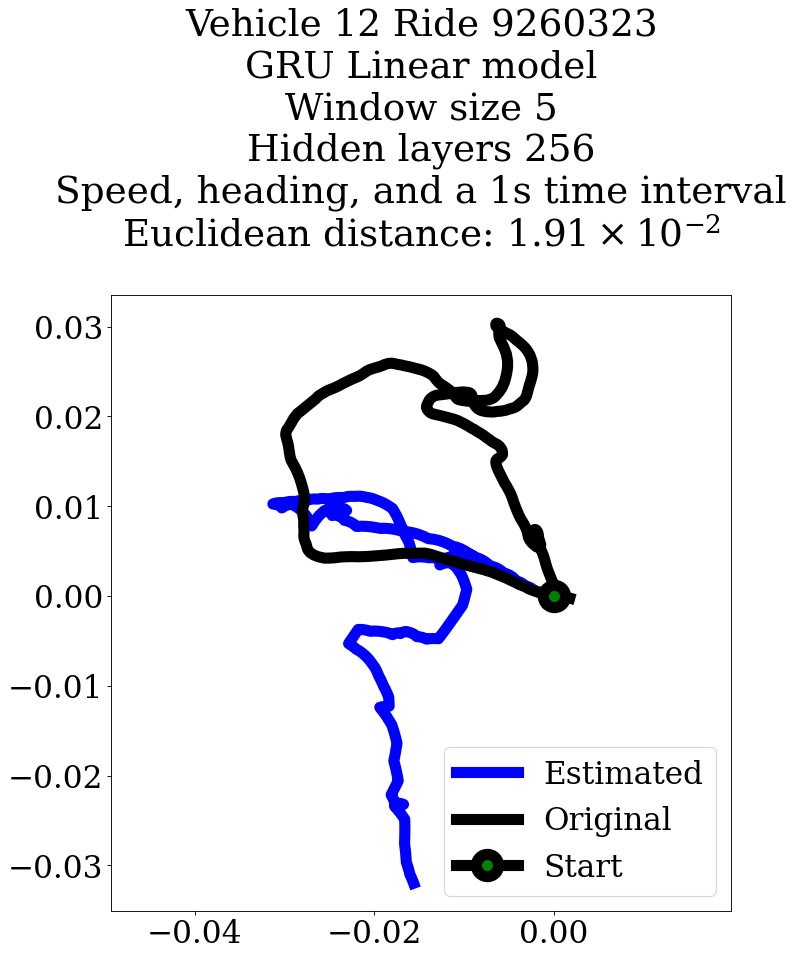 Vehicle 12 Ride 9260323
GRU Linear model
Window size 5
Hidden layers 256
Speed, heading, and a 1s time interval
Euclidean distance: 1.91 × 10⁻²
0.03
0.02
0.01
0.00
−0.01
−0.02
−0.03
−0.04
−0.02
0.00
Estimated
Original
Start